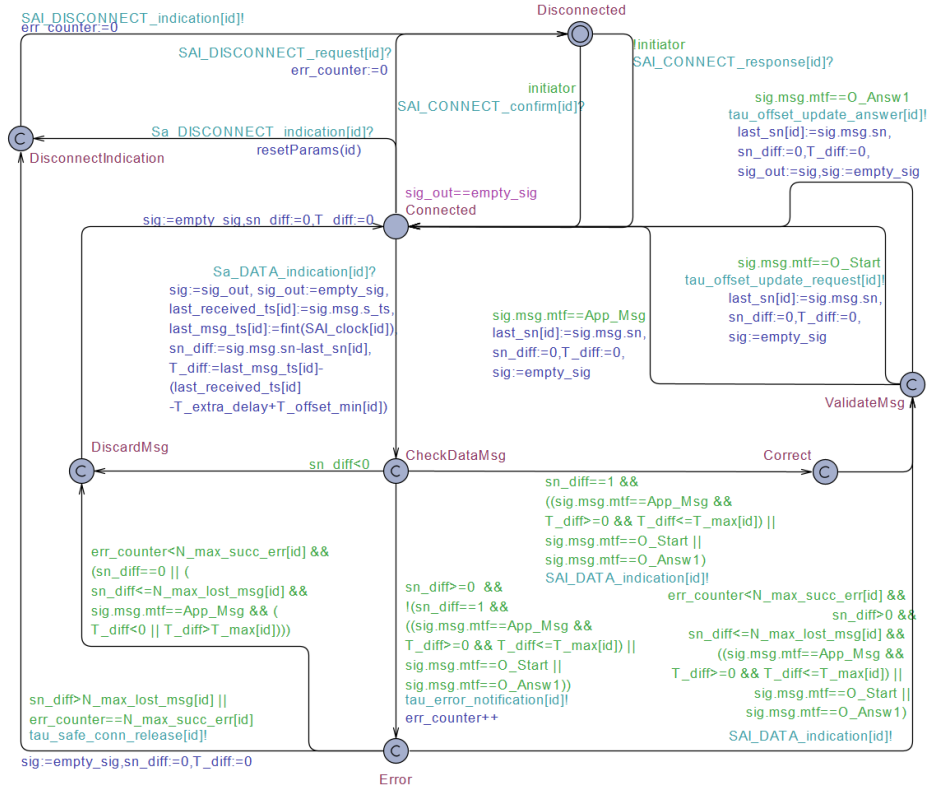 Disconnected
SAI_DISCONNECT_indication[id]!
err_counter:=0
SAI_DISCONNECT_request[id]?
err_counter:=0
!initiator
SAI_CONNECT_response[id]?
initiator
SAI_CONNECT_confirm[id]?
sig.msg.mtf==O_Answ1
tau_offset_update_answer[id]!
last_sn[id]:=sig.msg.sn,
sn_diff:=0,T_diff:=0,
sig_out:=sig,sig:=empty_sig
Sa_DISCONNECT_indication[id]?
resetParams(id)
DisconnectIndication
sig_out==empty_sig
Connected
sig:=empty_sig,sn_diff:=0,T_diff:=0
Sa_DATA_indication[id]?
sig:=sig_out, sig_out:=empty_sig,
last_received_ts[id]:=sig.msg.s_ts,
last_msg_ts[id]:=fint(SAI_clock[id]),
sn_diff:=sig.msg.sn-last_sn[id],
T_diff:=last_msg_ts[id]-
(last_received_ts[id]
-T_extra_delay+T_offset_min[id])
sig.msg.mtf==O_Start
tau_offset_update_request[id]!
last_sn[id]:=sig.msg.sn,
sn_diff:=0,T_diff:=0,
sig:=empty_sig
sig.msg.mtf==App_Msg
last_sn[id]:=sig.msg.sn,
sn_diff:=0,T_diff:=0,
sig:=empty_sig
ValidateMsg
DiscardMsg
sn_diff<0
CheckDataMsg
Correct
sn_diff==1 &&
((sig.msg.mtf==App_Msg &&
T_diff>=0 && T_diff<=T_max[id]) ||
sig.msg.mtf==O_Start ||
sig.msg.mtf==O_Answ1)
SAI_DATA_indication[id]!
err_counter<N_max_succ_err[id] &&
(sn_diff==0 || (
sn_diff<=N_max_lost_msg[id] &&
sig.msg.mtf==App_Msg && (
T_diff<0 || T_diff>T_max[id])))
sn_diff>=0 &&
!(sn_diff==1 &&
((sig.msg.mtf==App_Msg &&
T_diff>=0 && T_diff<=T_max[id]) ||
sig.msg.mtf==O_Start ||
sig.msg.mtf==O_Answ1))
tau_error_notification[id]!
err_counter++
err_counter<N_max_succ_err[id] &&
sn_diff>0 &&
sn_diff<=N_max_lost_msg[id] &&
((sig.msg.mtf==App_Msg &&
T_diff>=0 && T_diff<=T_max[id]) ||
sig.msg.mtf==O_Start ||
sig.msg.mtf==O_Answ1)
SAI_DATA_indication[id]!
sn_diff>N_max_lost_msg[id] ||
err_counter==N_max_succ_err[id]
tau_safe_conn_release[id]!
sig:=empty_sig,sn_diff:=0,T_diff:=0
Error